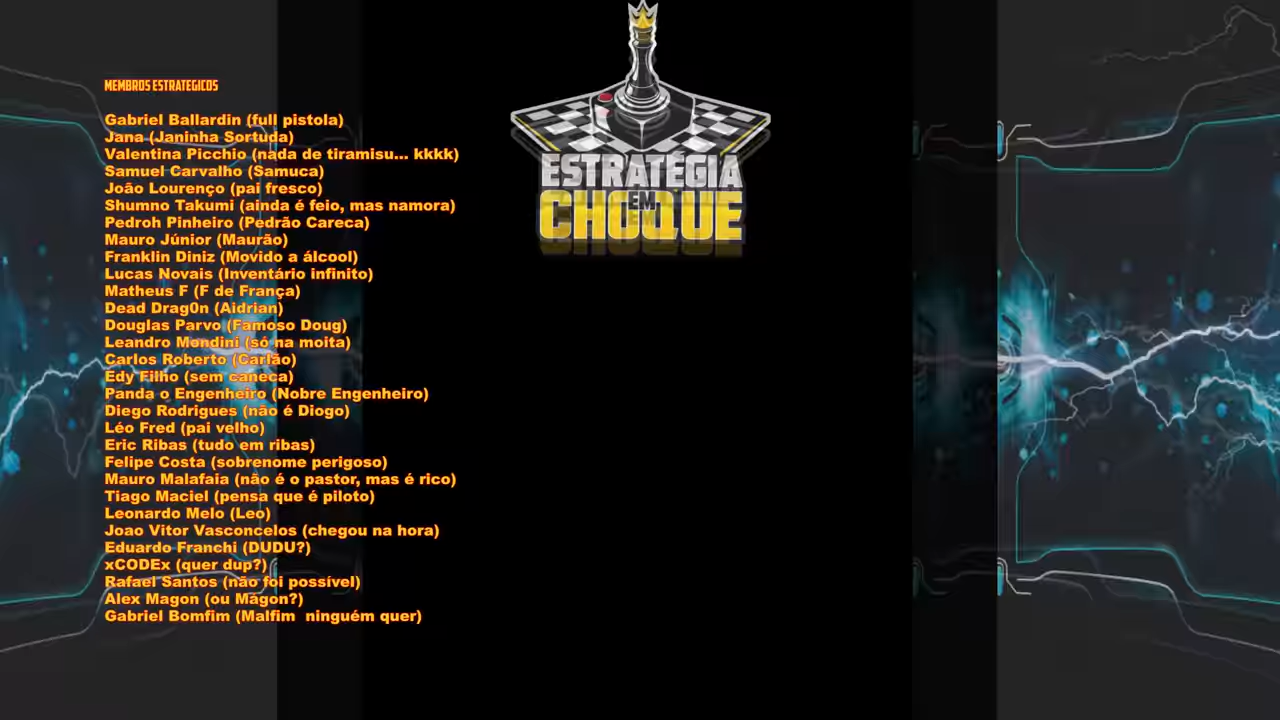 MEMBROS ESTRATEGICOS
Gabriel Ballardin (full pistola)
Jana (Janinha Sortuda)
Valentina Picchio (nada de tiramisu... kkkk)
Samuel Carvalho (Samuca)
João Lourenço (pai fresco)
Shumno Takumi (ainda é feio, mas namora)
Pedroh Pinheiro (Pedrão Careca)
Mauro Júnior (Maurão)
Franklin Diniz (Movido a álcool)
Lucas Novais (Inventário infinito)
Matheus F (F de França)
Dead Drag0n (Aidrian)
Douglas Parvo (Famoso Doug)
Leandro Mondini (só na moita)
Carlos Roberto (Carlão)
Edy Filho (sem caneca)
Panda o Engenheiro (Nobre Engenheiro)
Diego Rodrigues (não é Diogo)
Léo Fred (pai velho)
Eric Ribas (tudo em ribas)
Felipe Costa (sobrenome perigoso)
Mauro Malafaia (não é o pastor, mas é rico)
Tiago Maciel (pensa que é piloto)
Leonardo Melo (Leo)
Joao Vitor Vasconcelos (chegou na hora)
Eduardo Franchi (DUDU?)
xCODEx (quer dup?)
Rafael Santos (não foi possível)
Alex Magon (ou Mágon?)
Gabriel Bomfim (Malfim  ninguém quer)
ESTRATÉGIA
EM
CHOQUE